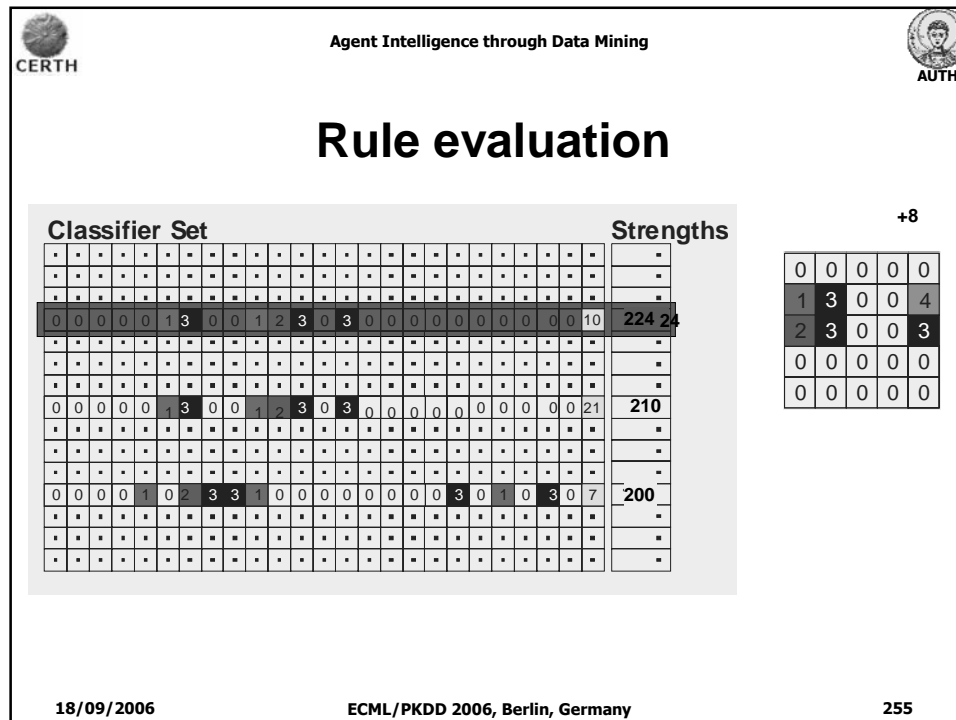 CERTH
Agent Intelligence through Data Mining
AUTH
Rule evaluation
Classifier Set Strengths
+8
0 0 0 0 0 1 3 0 0 1 2 3 0 3 0 0 0 0 0 0 0 0 0 0 0 10 224 24
0 0 0 0 0 1 3 0 0 1 2 3 0 3 0 0 0 0 0 0 0 0 0 0 0 21 210
0 0 0 0 1 0 2 3 3 1 0 0 0 0 0 0 0 0 0 3 0 1 0 3 0 7 200
0 0 0 0 0
1 3 0 0 4
2 3 0 0 3
0 0 0 0 0
0 0 0 0 0
18/09/2006 ECML/PKDD 2006, Berlin, Germany 255